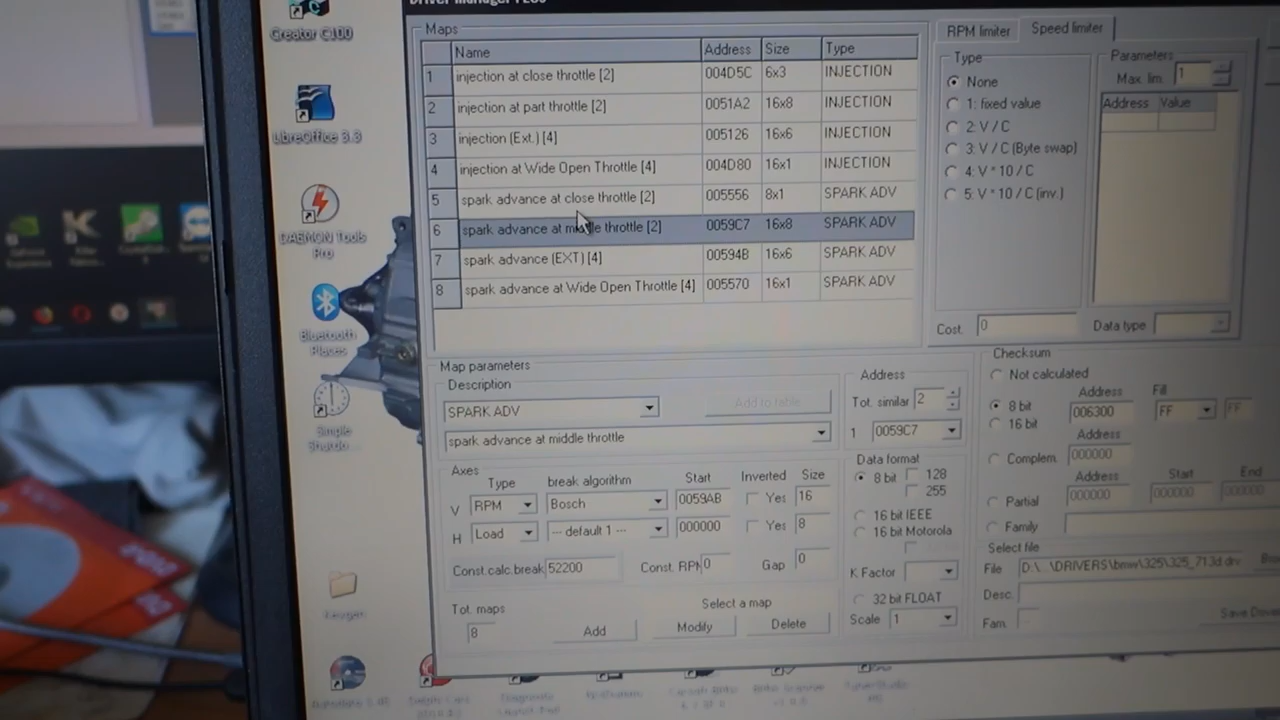 Creator C100
LibreOffice 3.3
DAEMON Tools
Pro
Bluetooth
Places
Simple
Keygen
Maps
Name Address Size Type
1 injection at close throttle [2] 004D5C 6x3 INJECTION
2 injection at part throttle [2] 0051A2 16x8 INJECTION
3 injection (Ext.) [4] 005126 16x6 INJECTION
4 injection at Wide Open Throttle [4] 004D80 16x1 INJECTION
5 spark advance at close throttle [2] 005556 8x1 SPARK ADV
6 spark advance at middle throttle [2] 0059C7 16x8 SPARK ADV
7 spark advance (EXT) [4] 00594B 16x6 SPARK ADV
8 spark advance at Wide Open Throttle [4] 005570 16x1 SPARK ADV
RPM limiter Speed limiter
Type
None
1: fixed value
2: V / C
3: V / C (Byte swap)
4: V * 10 / C
5: V * 10 / C (inv.)
Parameters
Max. lim. 1
Address Value
Cost. 0 Data type
Map parameters
Description
SPARK ADV
Add to table
spark advance at middle throttle
Axes
Type break algorithm Start Inverted Size
V RPM Bosch 0059AB Yes 16
H Load --- default 1 --- 000000 Yes 8
Const.calc.break 52200 Const. RPM 0 Gap 0
Tot. maps
8
Select a map
Add Modify Delete
Address
Tot. similar 2
1 0059C7
Data format
8 bit 128
255
16 bit IEEE
16 bit Motorola
K Factor
32 bit FLOAT
Scale 1
Checksum
Not calculated
Address Fill
8 bit 006300 FF FF
16 bit
Address
Complem. 000000
Address Start End
Partial 000000 000000 000000
Family
Select file
File D:\...\DRIVERS\bmw\325\325_713d.drv
Desc.
Fam.
Save Driver